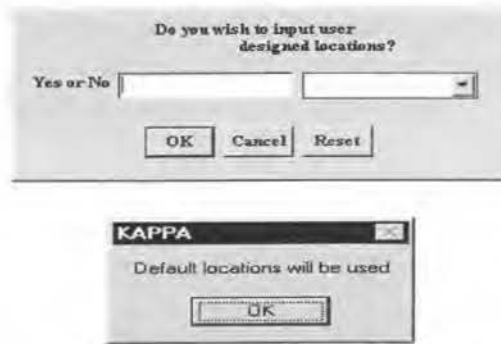 Do you wish to input user
designed locations?
Yes or No
OK Cancel Reset
KAPPA
Default locations will be used
OK